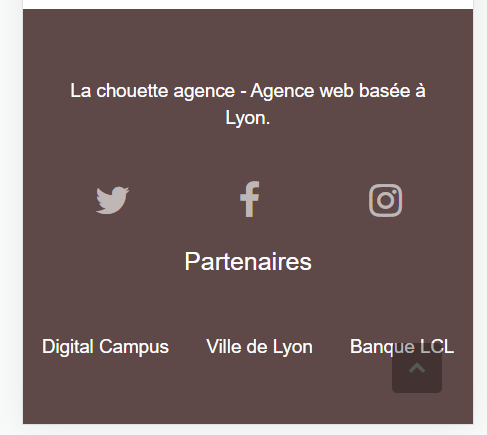 La chouette agence - Agence web basée à
Lyon.
Partenaires
Digital Campus Ville de Lyon Banque LCL